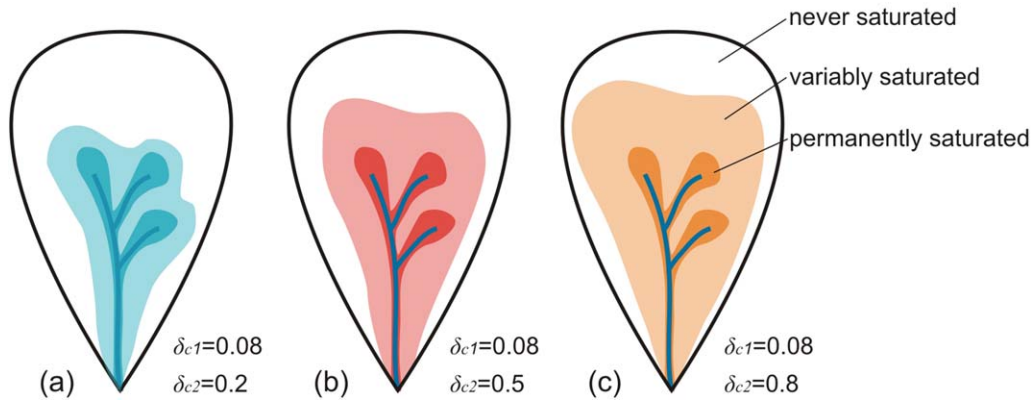 never saturated
variably saturated
permanently saturated
(a)
δc1=0.08
δc2=0.2
(b)
δc1=0.08
δc2=0.5
(c)
δc1=0.08
δc2=0.8